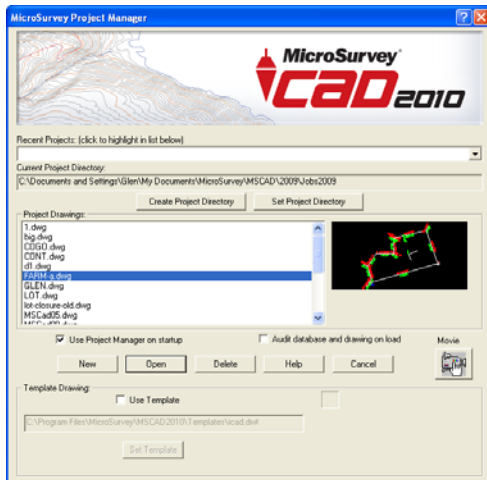 MicroSurvey Project Manager
MicroSurvey
iCAD 2010
Recent Projects: (click to highlight in list below)
Current Project Directory:
C:\Documents and Settings\Glen\My Documents\MicroSurvey\MSCAD\2009\Jobs2009
Create Project Directory Set Project Directory
Project Drawings:
1.dwg
big.dwg
COGO.dwg
CONT.dwg
d1.dwg
FARM-a.dwg
GLEN.dwg
LOT.dwg
lot-closure-old.dwg
MSCad05.dwg
Use Project Manager on startup Audit database and drawing on load Movie
New Open Delete Help Cancel
Template Drawing:
Use Template
C:\Program Files\MicroSurvey\MSCAD2010\Templates\icad.dwt
Set Template